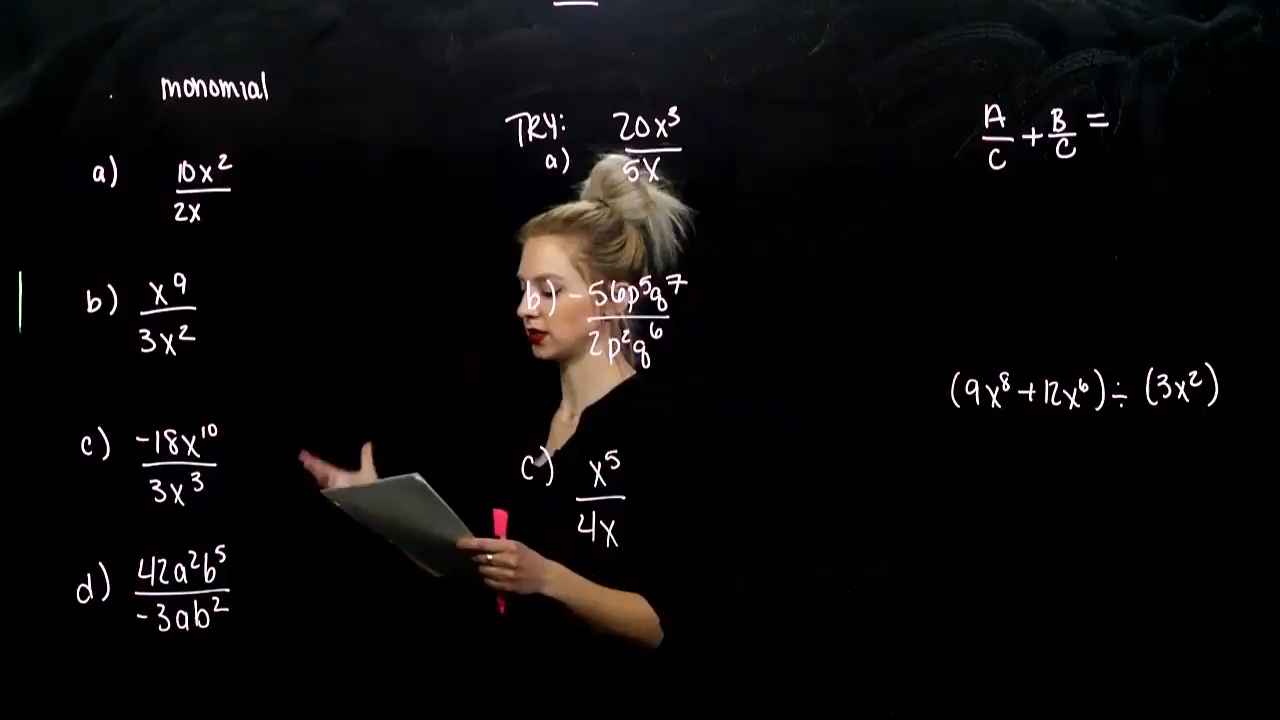 monomial
a) 10x²/2x
b) x⁹/3x²
c) -18x¹⁰/3x³
d) 42a²b⁵/-3ab²
TRY:
a) 20x³/5x
b) -56p⁵q⁷/2p²q⁶
c) x⁵/4x
A/C + B/C =
(9x⁸+12x⁶) ÷ (3x²)